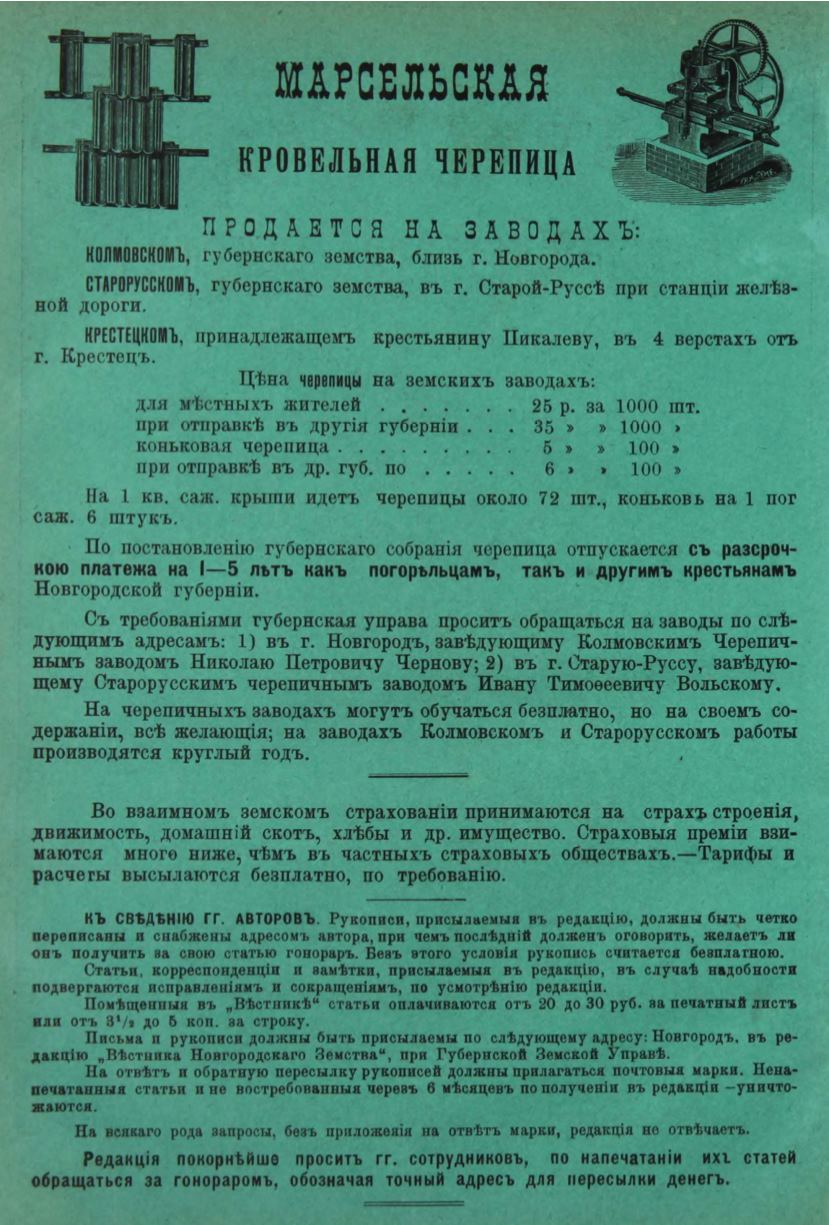 МАРСЕЛЬСКАЯ
КРОВЕЛЬНАЯ ЧЕРЕПИЦА
ПРОДАЕТСЯ НА ЗАВОДАХЪ:
КОЛМОВСКОМЪ, губернскаго земства, близь г. Новгорода.
СТАРОРУССКОМЪ, губернскаго земства, въ г. Старой-Руссѣ при станціи желѣз-
ной дороги.
КРЕСТЕЦКОМЪ, принадлежащемъ крестьянину Пикалеву, въ 4 верстахъ отъ
г. Крестецъ.
Цѣна черепицы на земскихъ заводахъ:
для мѣстныхъ жителей . . . . . . . 25 р. за 1000 шт.
при отправкѣ въ другія губерніи . . . 35 » » 1000 »
коньковая черепица . . . . . . . . . 5 » » 100 »
при отправкѣ въ др. губ. по . . . . . 6 » » 100 »
На 1 кв. саж. крыши идетъ черепицы около 72 шт., коньковъ на 1 пог
саж. 6 штукъ.
По постановленію губернскаго собранія черепица отпускается съ разсроч-
кою платежа на I—5 лѣтъ какъ погорѣльцамъ, такъ и другимъ крестьянамъ
Новгородской губерніи.
Съ требованіями губернская управа проситъ обращаться на заводы по слѣ-
дующимъ адресамъ: 1) въ г. Новгородъ, завѣдующиму Колмовскимъ Черепич-
нымъ заводомъ Николаю Петровичу Чернову; 2) въ г. Старую-Руссу, завѣдую-
щему Старорусскимъ черепичнымъ заводомъ Ивану Тимоѳеевичу Вольскому.
На черепичныхъ заводахъ могутъ обучаться безплатно, но на своемъ со-
держаніи, всѣ желающія; на заводахъ Колмовскомъ и Старорусскомъ работы
производятся круглый годъ.
Во взаимномъ земскомъ страхованіи принимаются на страхъ строенія,
движимость, домашній скотъ, хлѣбы и др. имущество. Страховыя преміи взи-
маются много ниже, чѣмъ въ частныхъ страховыхъ обществахъ.—Тарифы и
расчеты высылаются безплатно, по требованію.
КЪ СВѢДѢНІЮ ГГ. АВТОРОВЪ. Рукописи, присылаемыя въ редакцію, должны быть четко
переписаны и снабжены адресомъ автора, при чемъ послѣдній долженъ оговорить, желаетъ ли
онъ получить за свою статью гонораръ. Безъ этого условія рукопись считается безплатною.
Статьи, корреспонденціи и замѣтки, присылаемыя въ редакцію, въ случаѣ надобности
подвергаются исправленіямъ и сокращеніямъ, по усмотрѣнію редакціи.
Помѣщенныя въ „Вѣстникѣ“ статьи оплачиваются отъ 20 до 30 руб. за печатный листъ
или отъ 3¹/₂ до 5 коп. за строку.
Письма и рукописи должны быть присылаемы по слѣдующему адресу: Новгородъ, въ ре-
дакцію „Вѣстника Новгородскаго Земства“, при Губернской Земской Управѣ.
На отвѣтъ и обратную пересылку рукописей должны прилагаться почтовыя марки. Нена-
печатанныя статьи и не востребованныя черезъ 6 мѣсяцевъ по полученіи въ редакціи –уничто-
жаются.
На всякаго рода запросы, безъ приложенія на отвѣтъ марки, редакція не отвѣчаетъ.
Редакція покорнѣйше проситъ гг. сотрудниковъ, по напечатаніи ихъ статей
обращаться за гонораромъ, обозначая точный адресъ для пересылки денегъ.